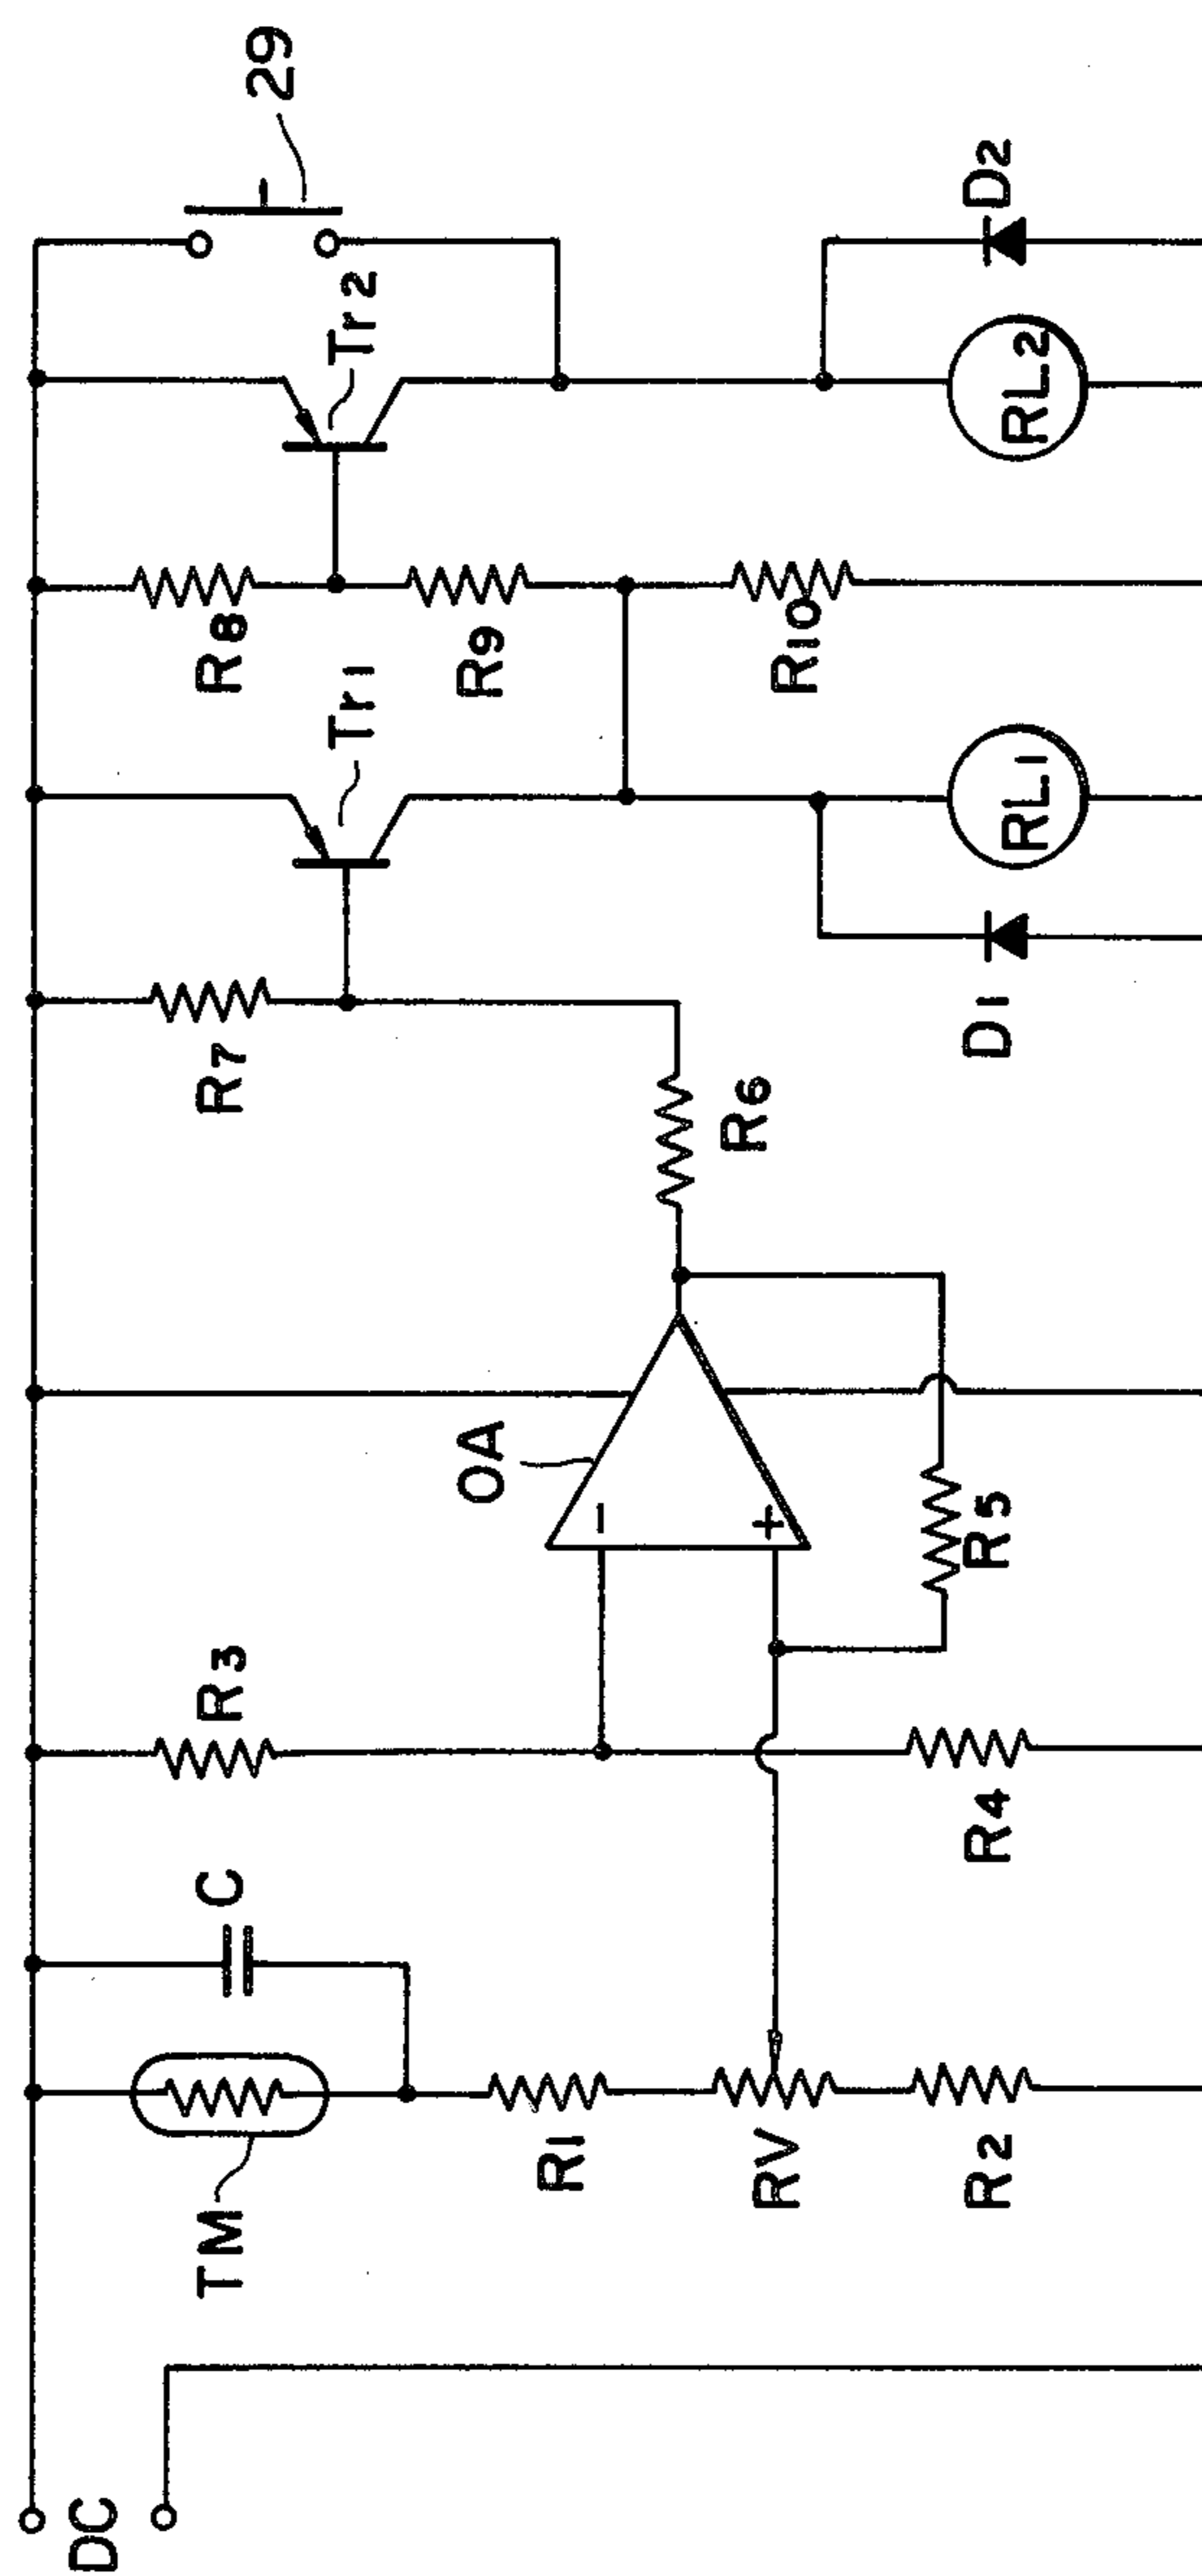 DC
TM
C
R1
RV
R2
R3
R4
OA
−
+
R5
R6
R7
Tr1
D1
RL1
R8
R9
R10
Tr2
29
RL2
D2